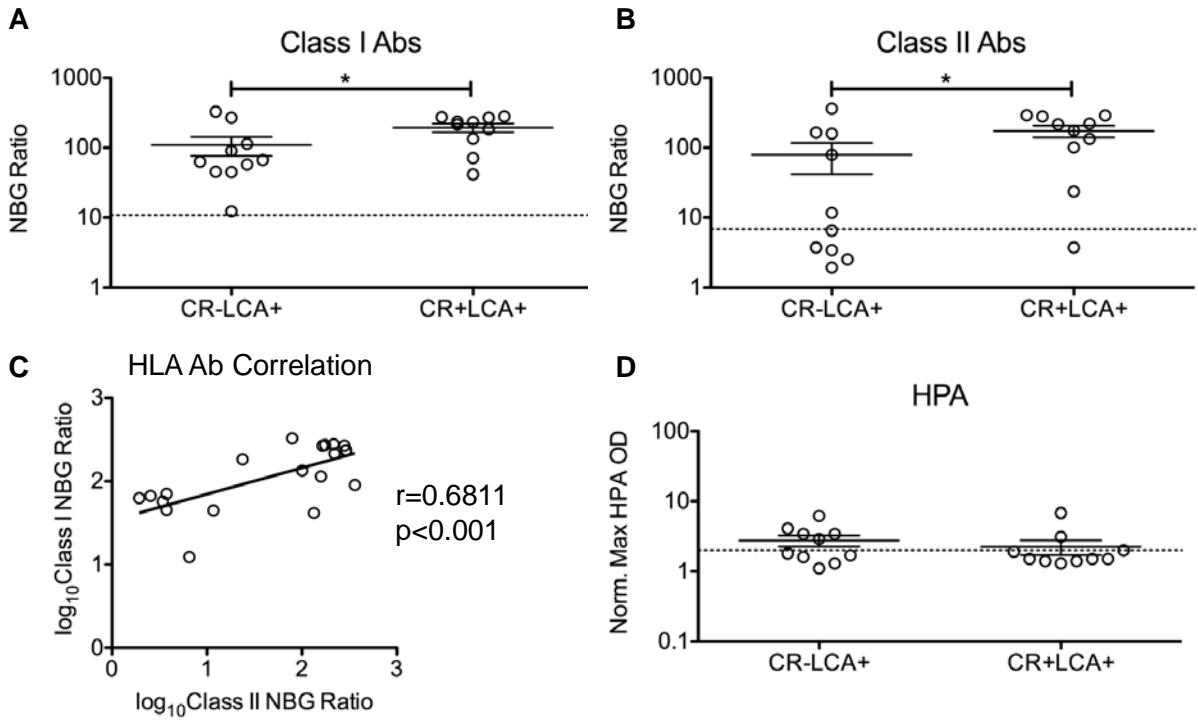 A
Class I Abs
*
NBG Ratio
1000
100
10
1
CR-LCA+ CR+LCA+
B
Class II Abs
*
NBG Ratio
1000
100
10
1
CR-LCA+ CR+LCA+
C
HLA Ab Correlation
log₁₀Class I NBG Ratio
3
2
1
0
0 1 2 3
log₁₀Class II NBG Ratio
r=0.6811
p<0.001
D
HPA
Norm. Max HPA OD
100
10
1
0.1
CR-LCA+ CR+LCA+